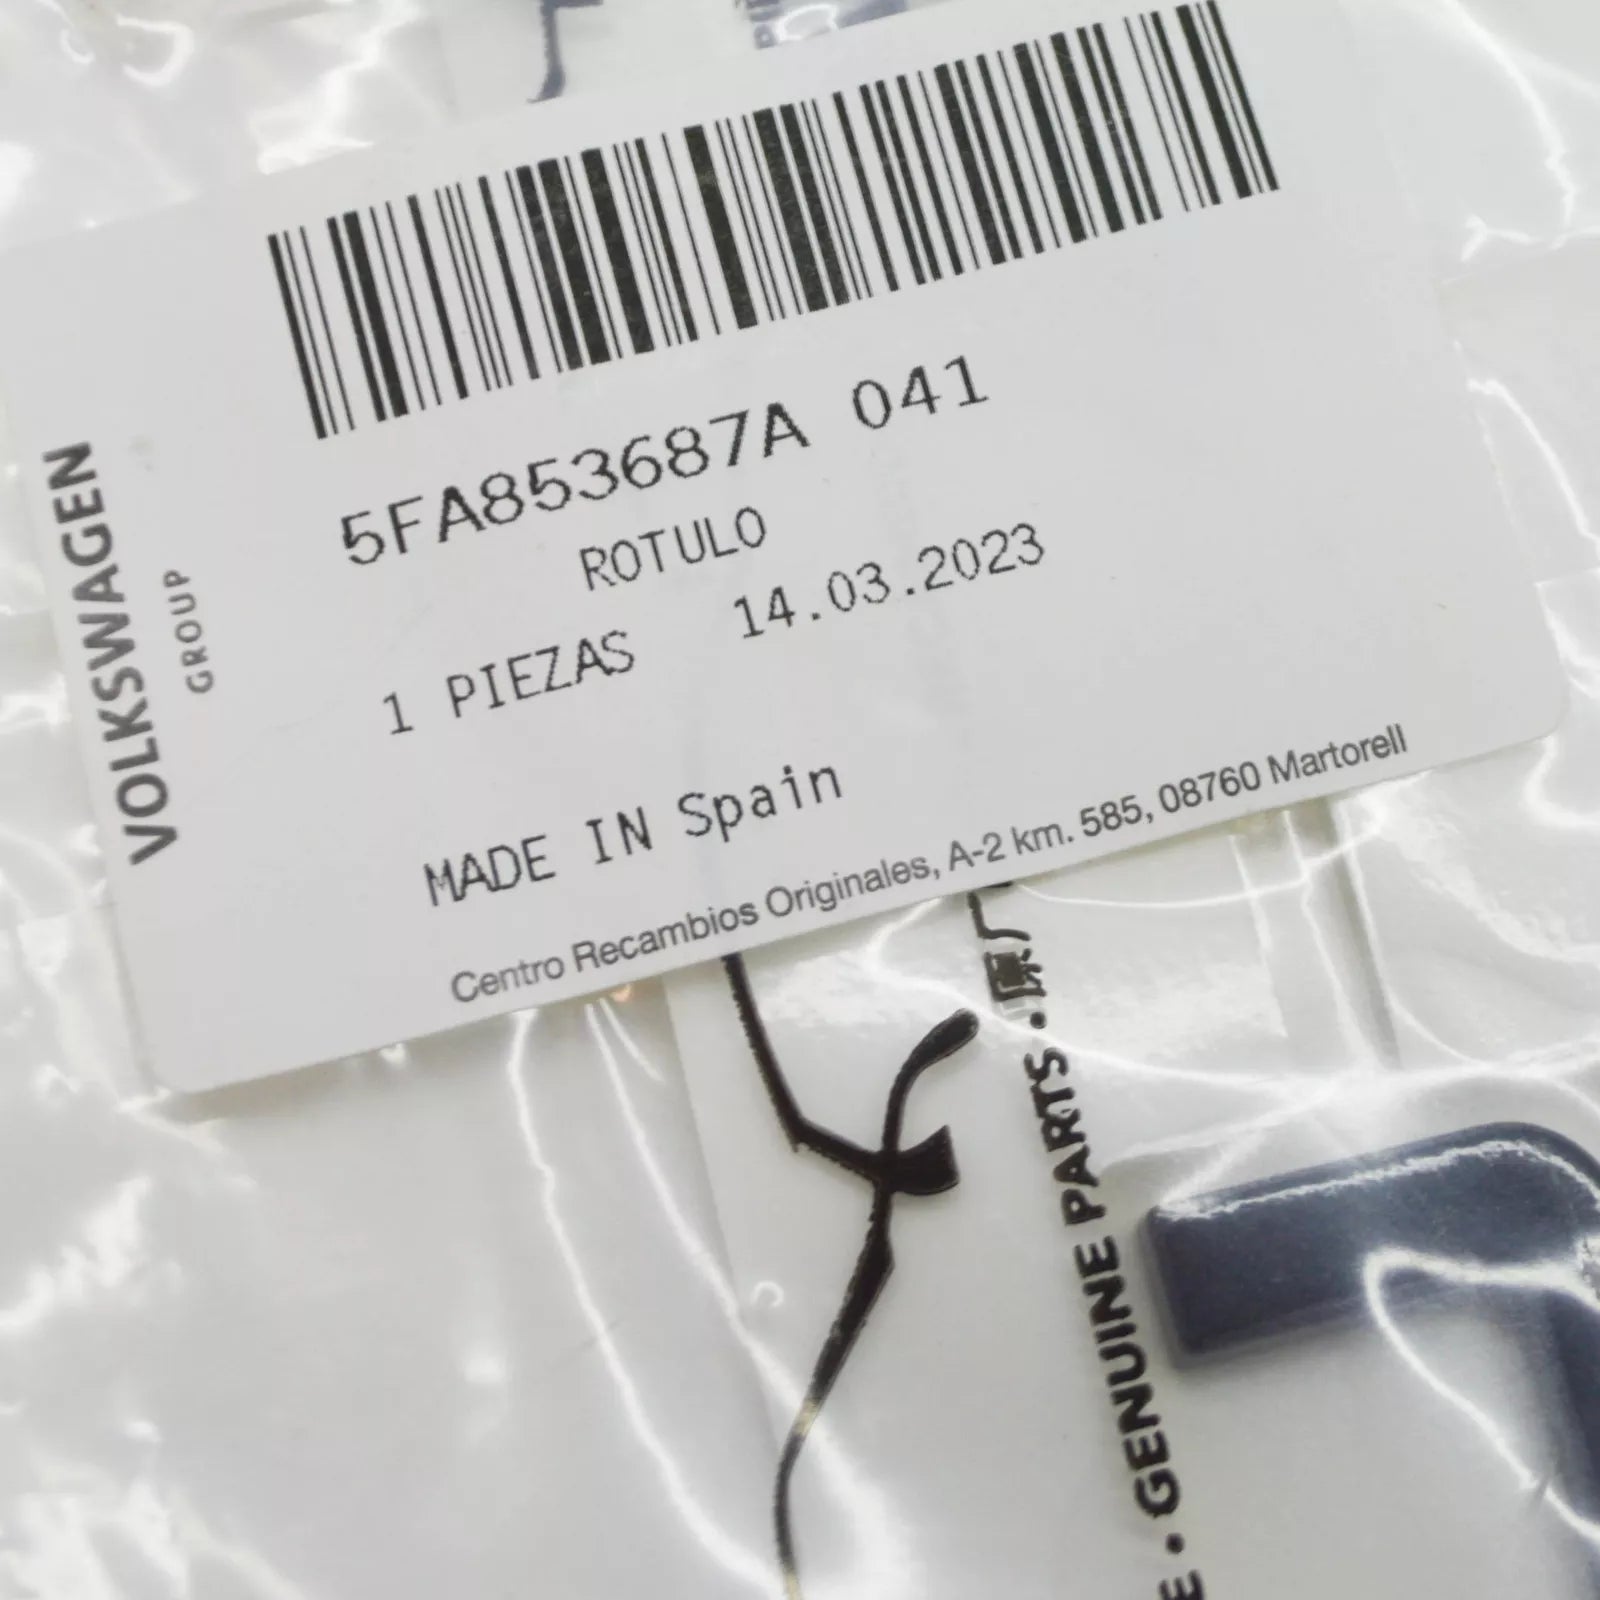 5FA853687A 041
ROTULO
1 PIEZAS 14.03.2023
MADE IN Spain
Centro Recambios Originales, A-2 km. 585, 08760 Martorell
VOLKSWAGEN
GROUP
• GENUINE PARTS •